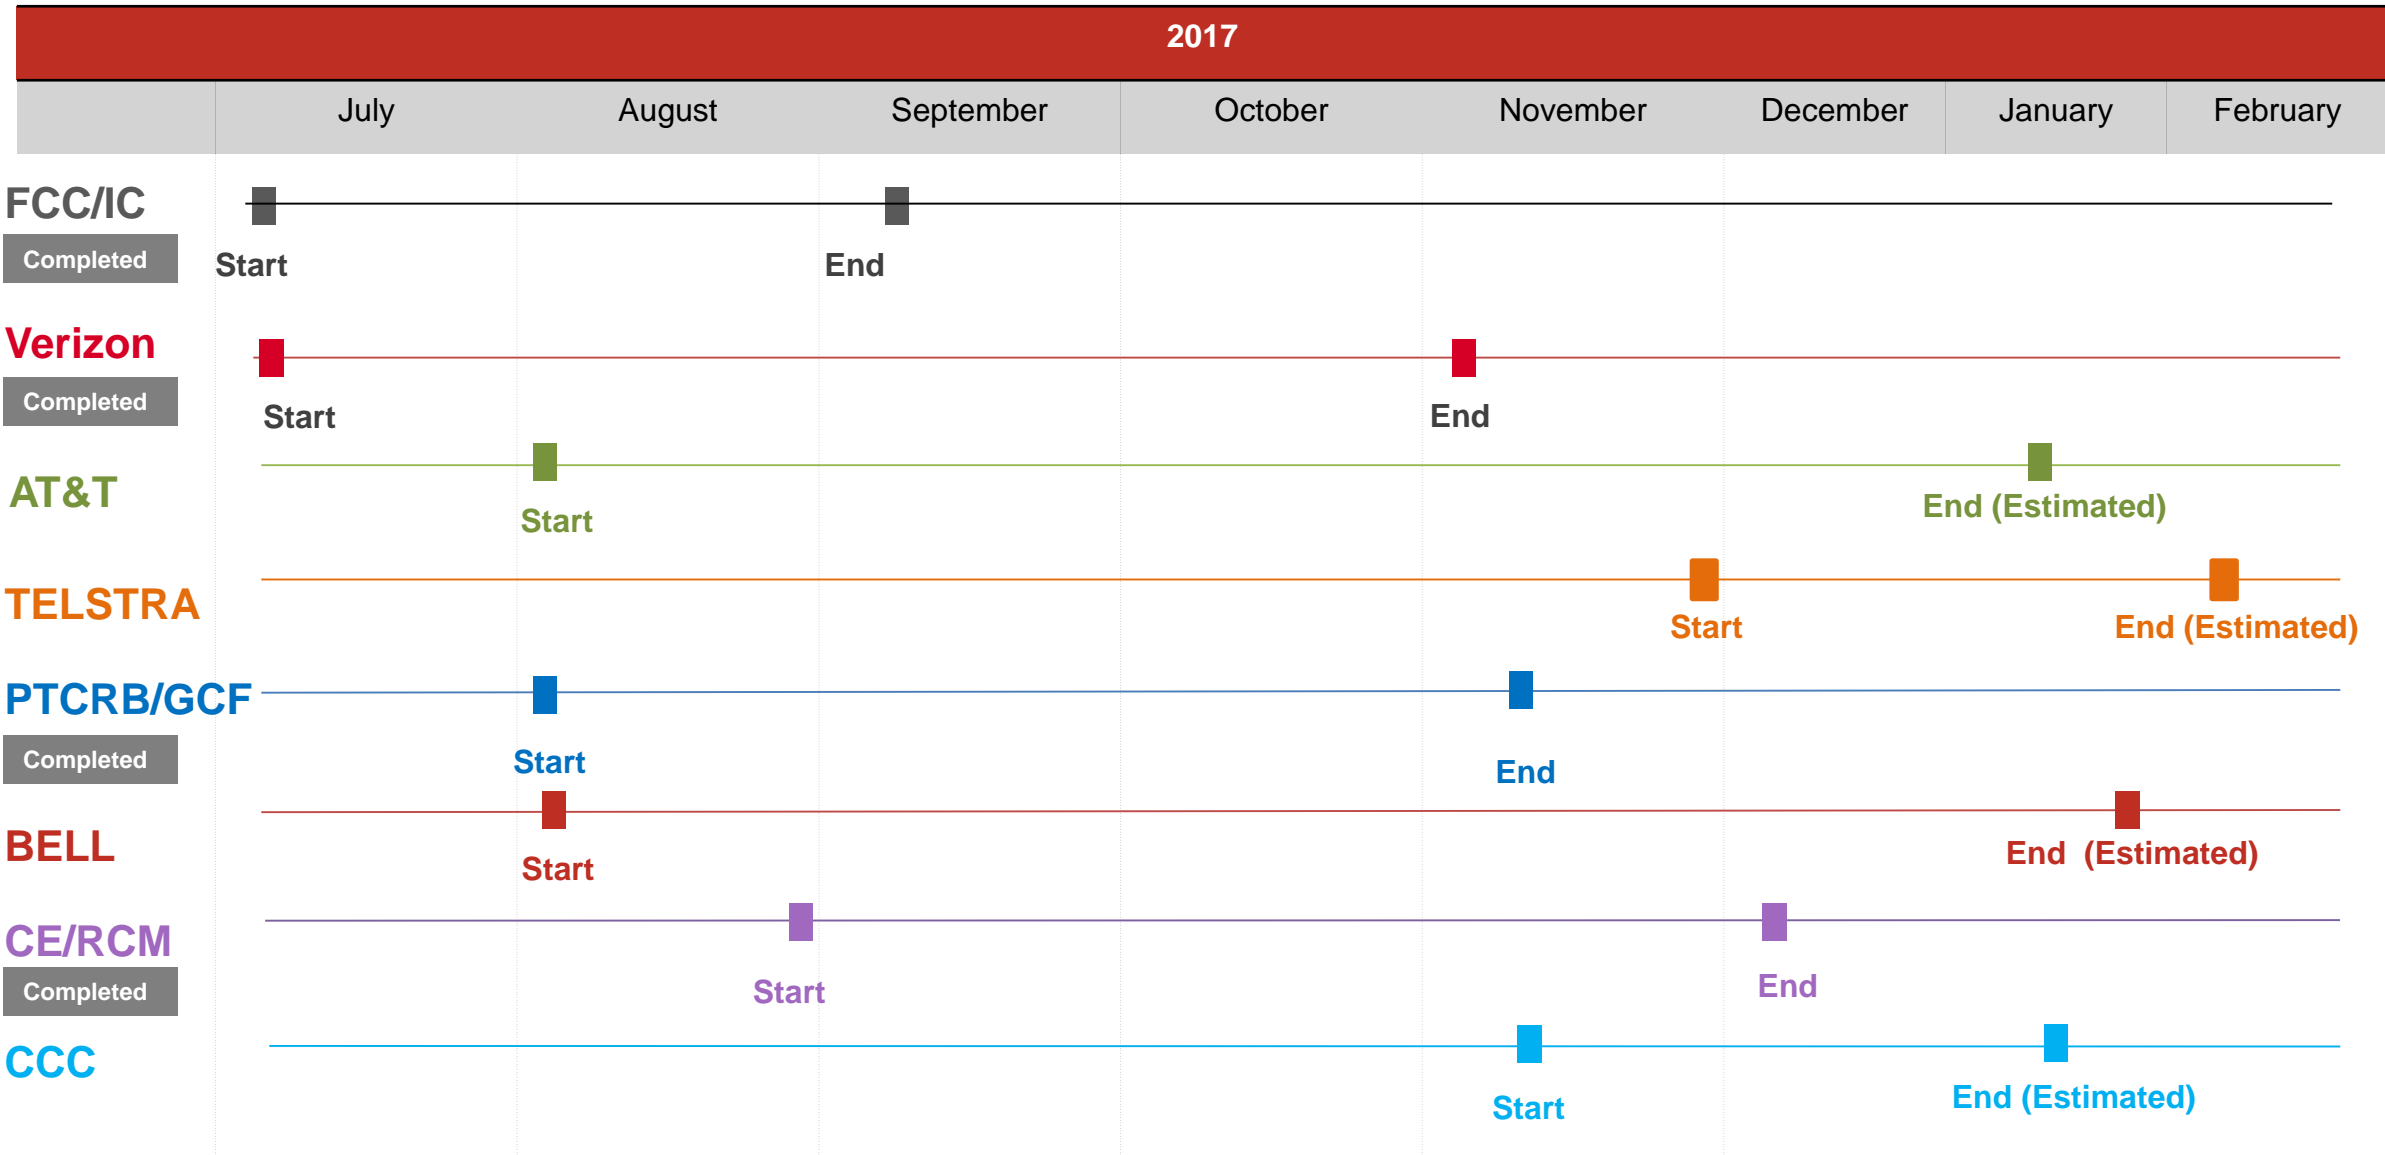 2017
July August September October November December January February
FCC/IC
Completed
Start End
Verizon
Completed
Start End
AT&T
Start End (Estimated)
TELSTRA
Start End (Estimated)
PTCRB/GCF
Completed
Start End
BELL
Start End (Estimated)
CE/RCM
Completed
Start End
CCC
Start End (Estimated)